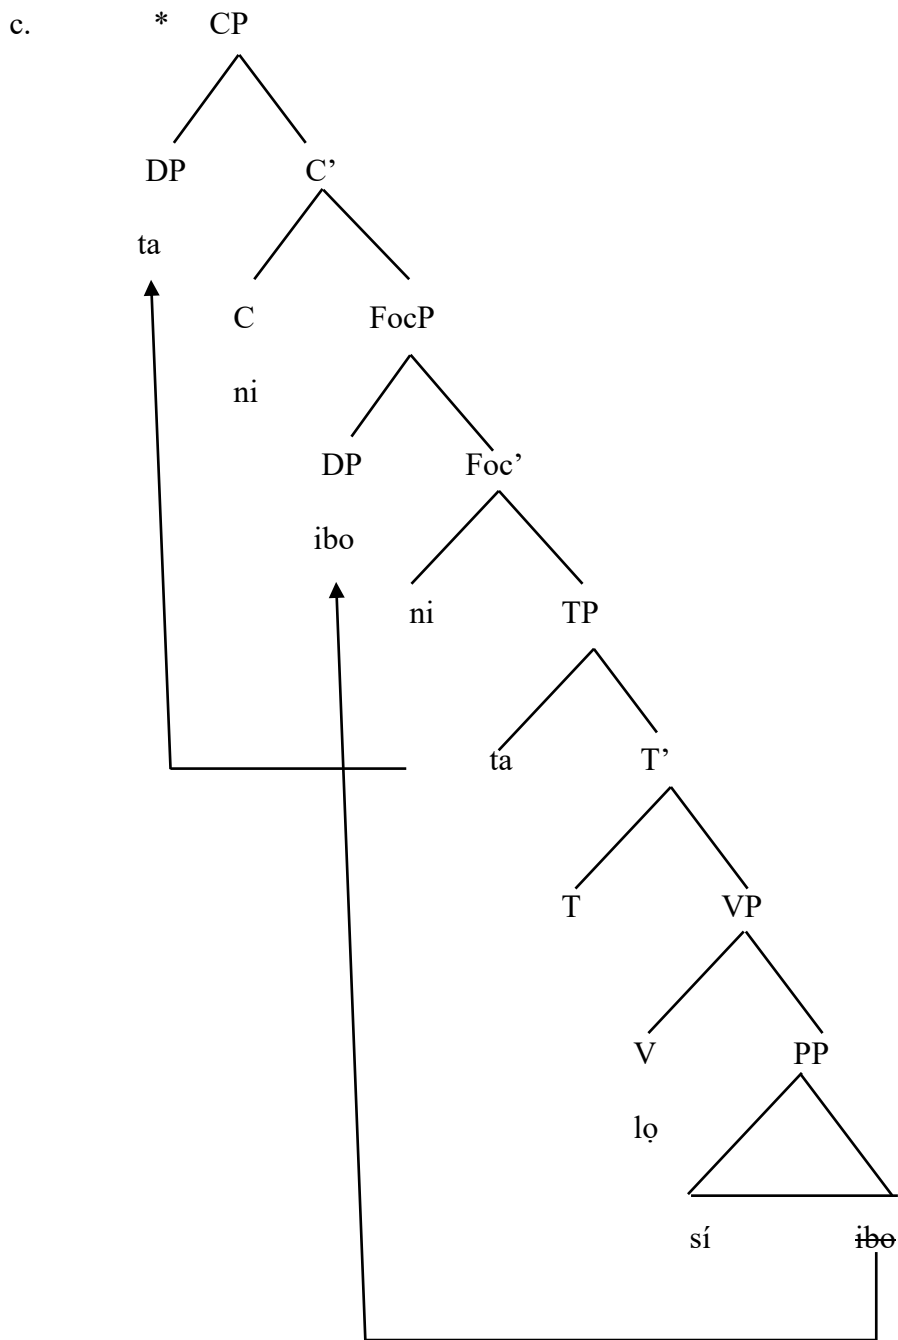 c. * CP
DP C’
ta
C FocP
ni
DP Foc’
ibo
ni TP
ta T’
T VP
V PP
lọ
sí ibo